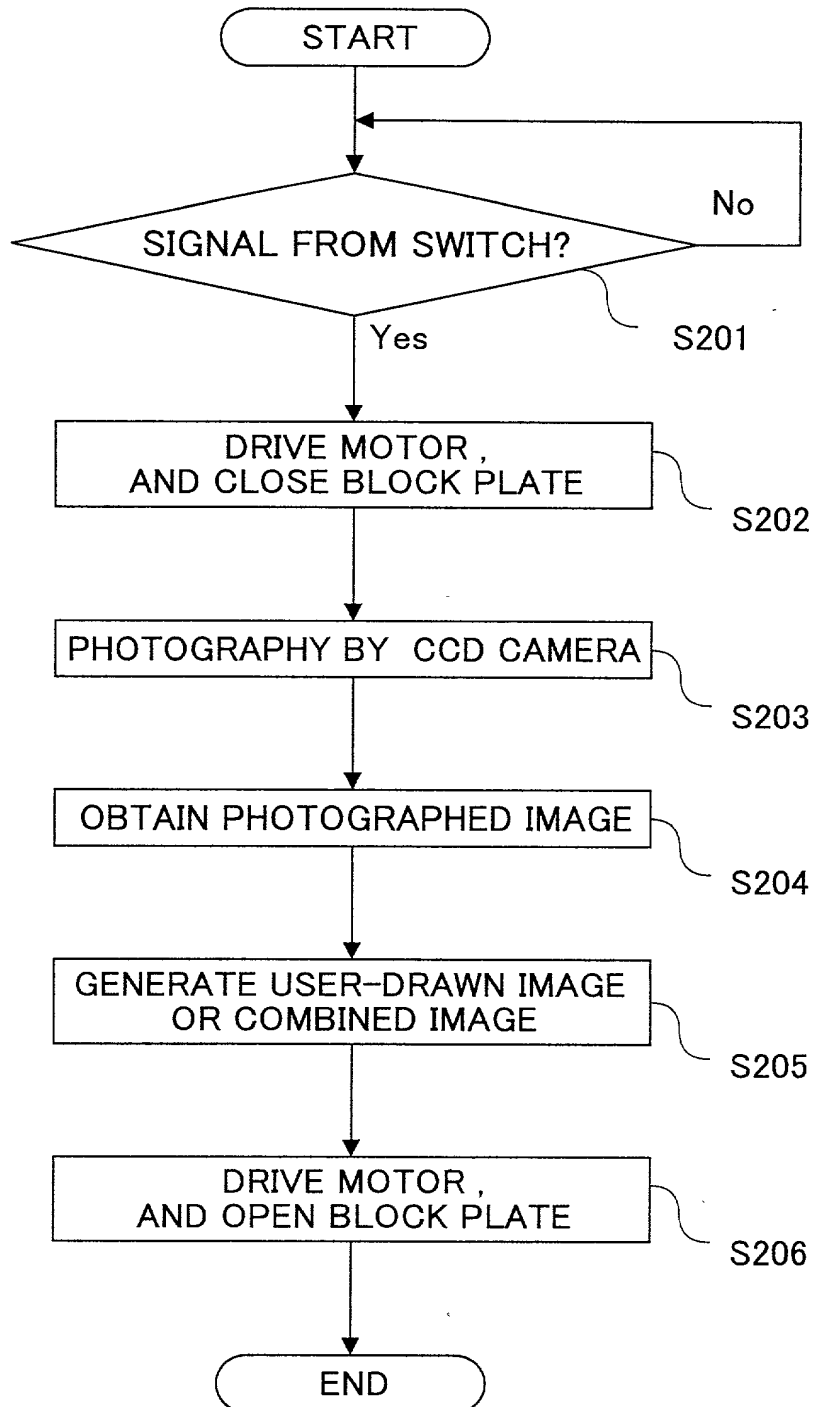 START
No
SIGNAL FROM SWITCH?
S201
Yes
DRIVE MOTOR ,
AND CLOSE BLOCK PLATE
S202
PHOTOGRAPHY BY CCD CAMERA
S203
OBTAIN PHOTOGRAPHED IMAGE
S204
GENERATE USER-DRAWN IMAGE
OR COMBINED IMAGE
S205
DRIVE MOTOR ,
AND OPEN BLOCK PLATE
S206
END